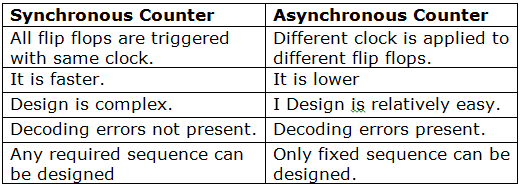 Synchronous Counter Asynchronous Counter
All flip flops are triggered with same clock. Different clock is applied to different flip flops.
It is faster. It is lower
Design is complex. I Design is relatively easy.
Decoding errors not present. Decoding errors present.
Any required sequence can be designed Only fixed sequence can be designed.